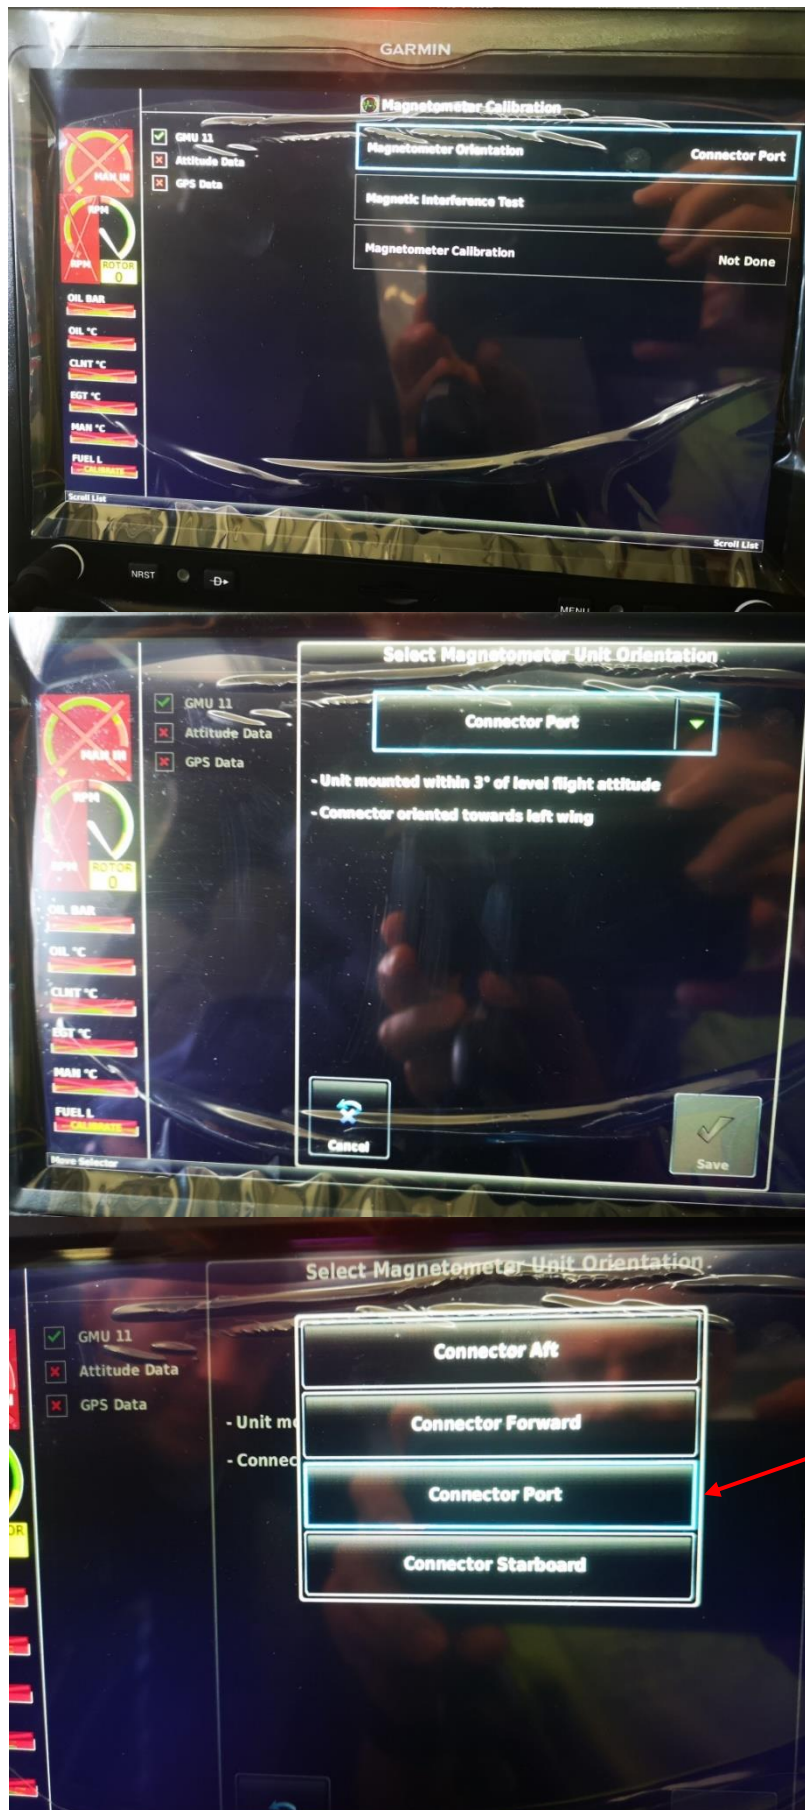 GARMIN
Magnetometer Calibration
GMU 11
Attitude Data
GPS Data
Magnetometer Orientation Connector Port
Magnetic Interference Test
Magnetometer Calibration Not Done
MAN IN
RPM
RPM
ROTOR
0
OIL BAR
OIL °C
CLNT °C
EGT °C
MAN °C
FUEL L
CALIBRATE
Scroll List
Scroll List
NRST
D
MENU
Select Magnetometer Unit Orientation
GMU 11
Attitude Data
GPS Data
Connector Port
- Unit mounted within 3° of level flight attitude
- Connector oriented towards left wing
MAN IN
RPM
RPM
ROTOR
0
OIL BAR
OIL °C
CLNT °C
EGT °C
MAN °C
FUEL L
CALIBRATE
Cancel
Save
Move Selector
Select Magnetometer Unit Orientation
GMU 11
Attitude Data
GPS Data
- Unit mo
- Connec
Connector Aft
Connector Forward
Connector Port
Connector Starboard
OR